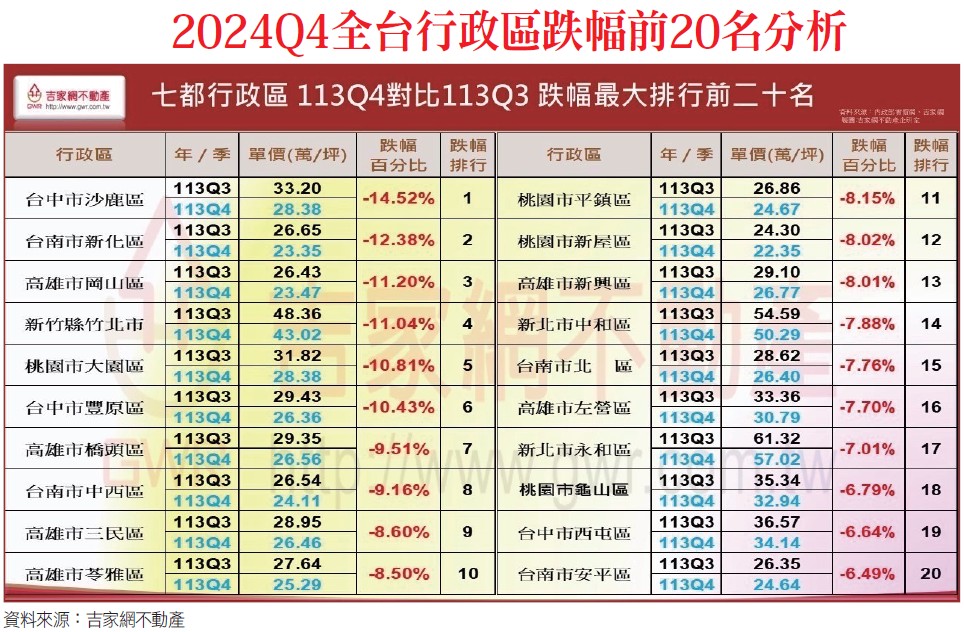 2024Q4全台行政區跌幅前20名分析
吉家網不動產
GWR http://www.gwr.com.tw
七都行政區 113Q4對比113Q3 跌幅最大排行前二十名
行政區 年/季 單價(萬/坪) 跌幅百分比 跌幅排行 行政區 年/季 單價(萬/坪) 跌幅百分比 跌幅排行
台中市沙鹿區 113Q3 33.20 -14.52% 1 桃園市平鎮區 113Q3 26.86 -8.15% 11
113Q4 28.38 113Q4 24.67
台南市新化區 113Q3 26.65 -12.38% 2 桃園市新屋區 113Q3 24.30 -8.02% 12
113Q4 23.35 113Q4 22.35
高雄市岡山區 113Q3 26.43 -11.20% 3 高雄市新興區 113Q3 29.10 -8.01% 13
113Q4 23.47 113Q4 26.77
新竹縣竹北市 113Q3 48.36 -11.04% 4 新北市中和區 113Q3 54.59 -7.88% 14
113Q4 43.02 113Q4 50.29
桃園市大園區 113Q3 31.82 -10.81% 5 台南市北 區 113Q3 28.62 -7.76% 15
113Q4 28.38 113Q4 26.40
台中市豐原區 113Q3 29.43 -10.43% 6 高雄市左營區 113Q3 33.36 -7.70% 16
113Q4 26.36 113Q4 30.79
高雄市橋頭區 113Q3 29.35 -9.51% 7 新北市永和區 113Q3 61.32 -7.01% 17
113Q4 26.56 113Q4 57.02
台南市中西區 113Q3 26.54 -9.16% 8 桃園市龜山區 113Q3 35.34 -6.79% 18
113Q4 24.11 113Q4 32.94
高雄市三民區 113Q3 28.95 -8.60% 9 台中市西屯區 113Q3 36.57 -6.64% 19
113Q4 26.46 113Q4 34.14
高雄市苓雅區 113Q3 27.64 -8.50% 10 台南市安平區 113Q3 26.35 -6.49% 20
113Q4 25.29 113Q4 24.64
吉家網不動產
GWR http://www.gwr.com.tw
資料來源：吉家網不動產